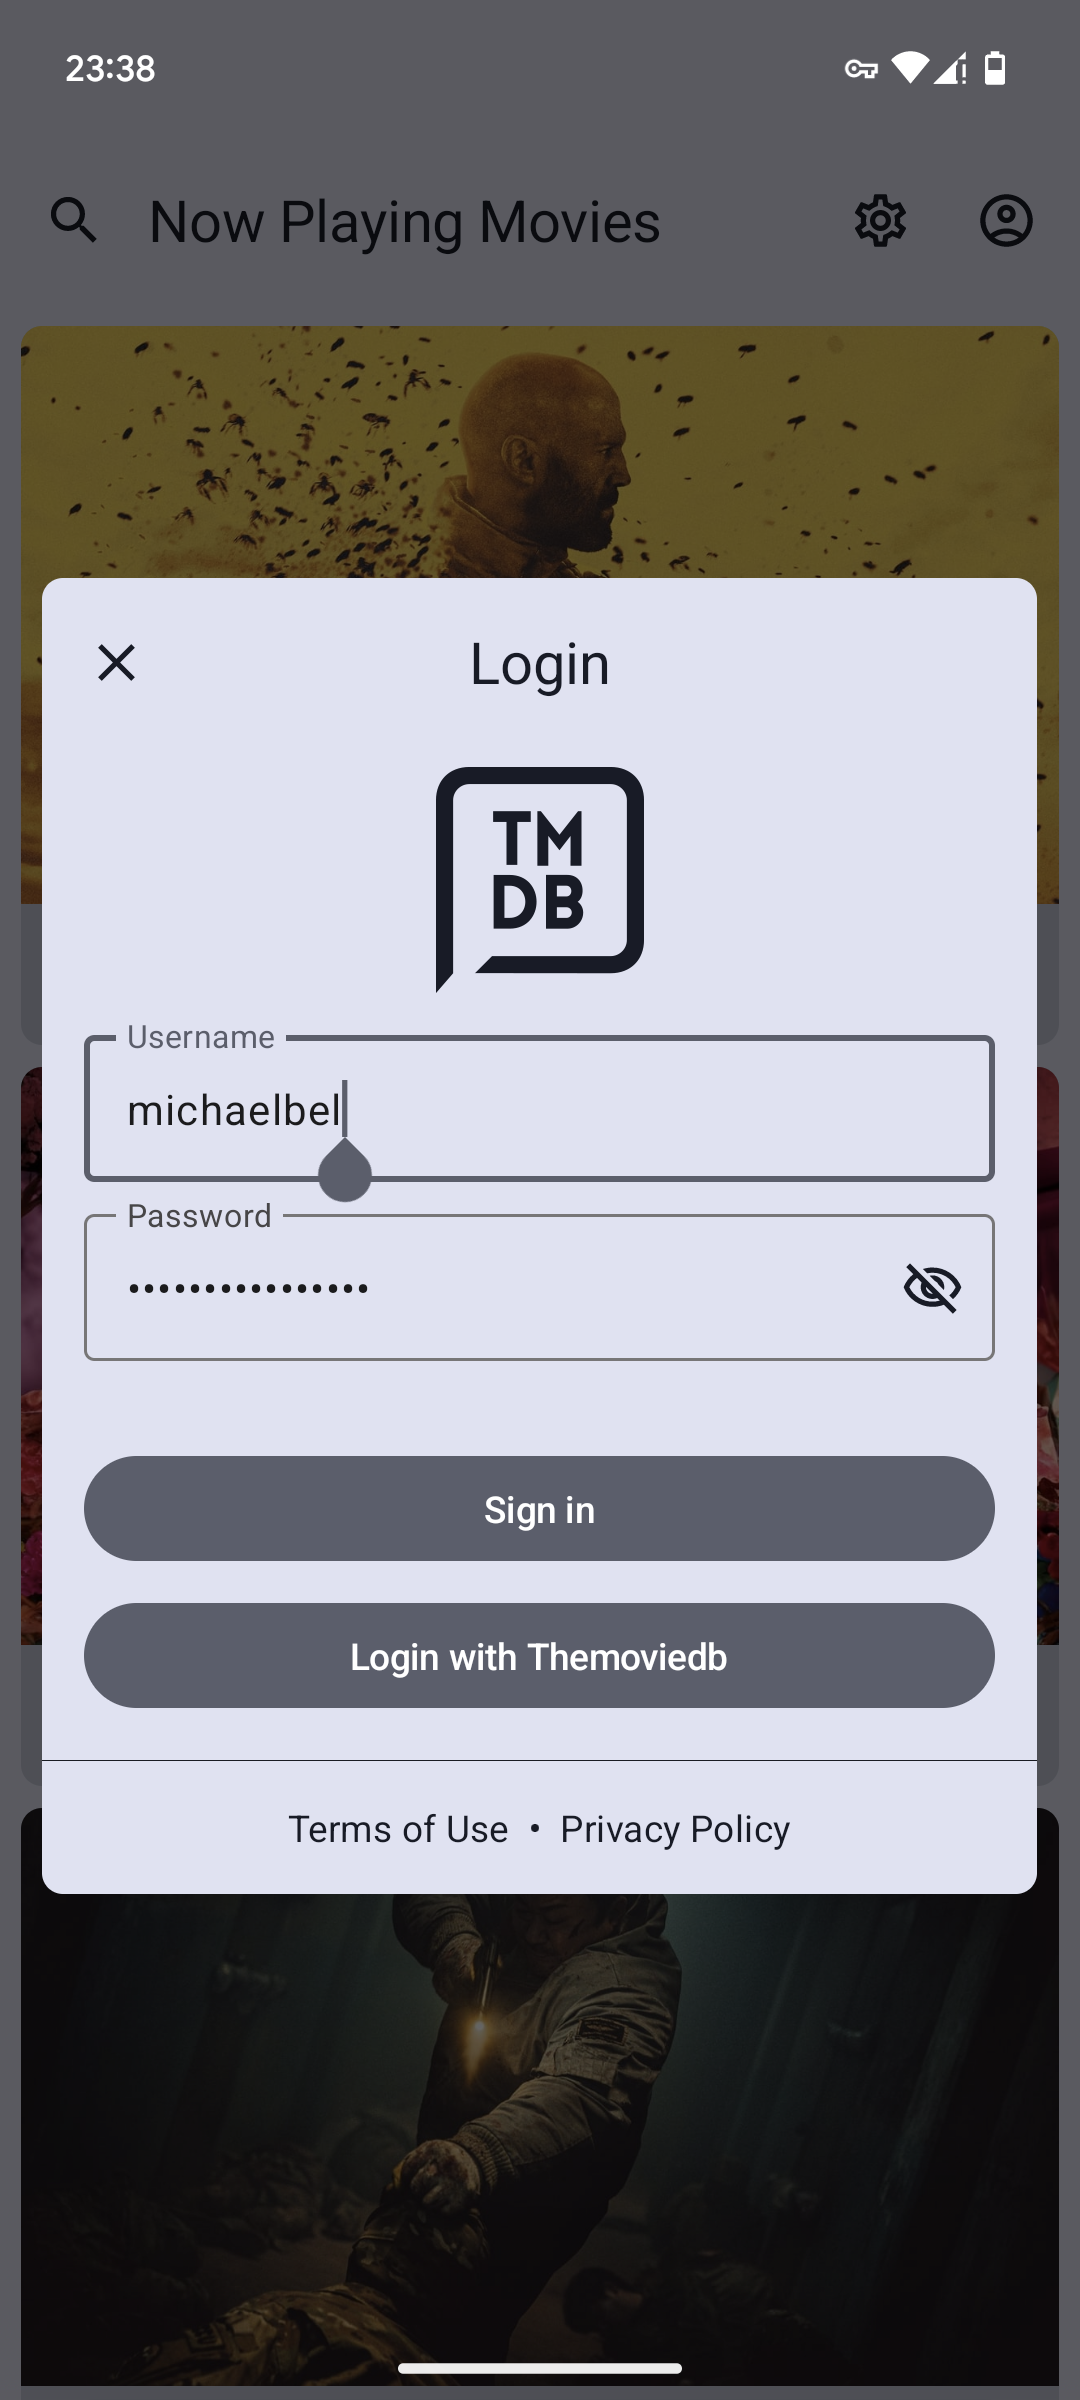 23:38
Now Playing Movies
Login
TM
DB
Username
michaelbel
Password
••••••••••••••••
Sign in
Login with Themoviedb
Terms of Use • Privacy Policy